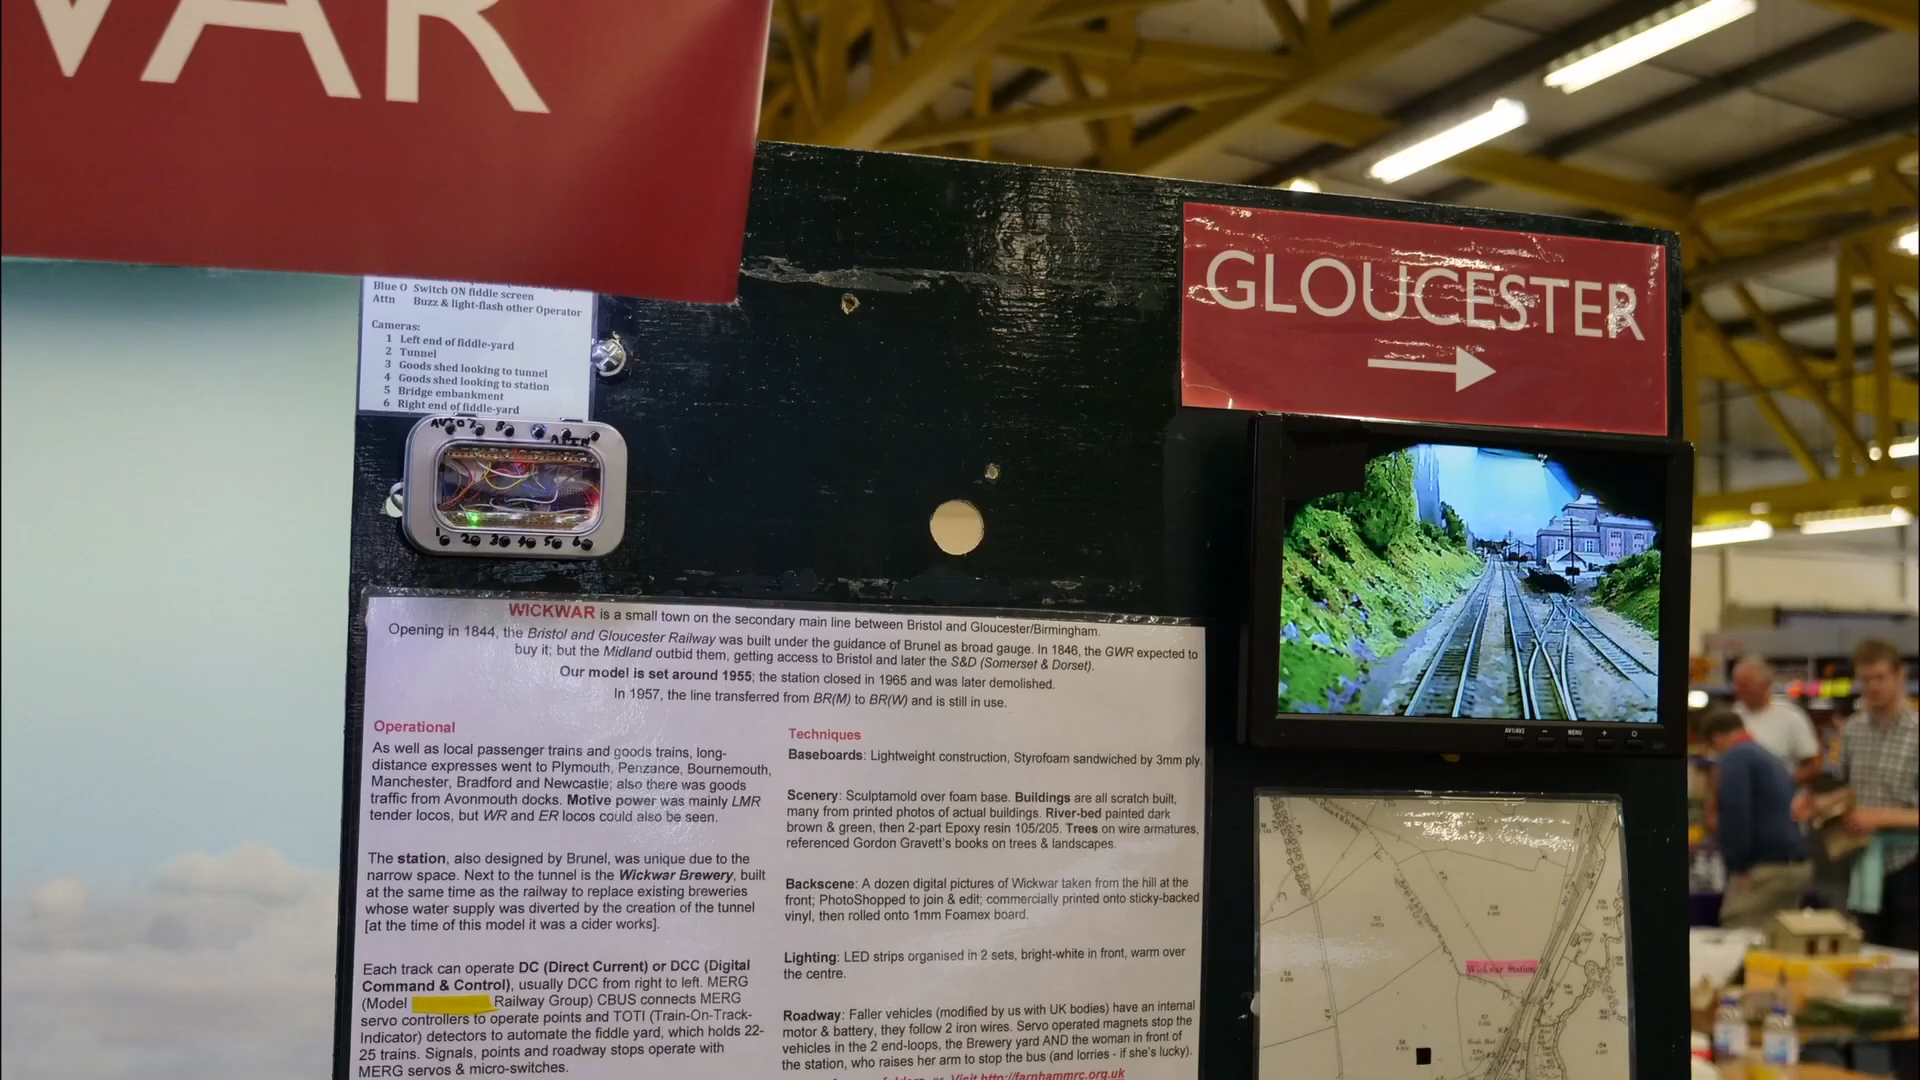 WAR
Blue O Switch ON fiddle screen
Attn Buzz & light-flash other Operator
Cameras:
1 Left end of fiddle-yard
2 Tunnel
3 Goods shed looking to tunnel
4 Goods shed looking to station
5 Bridge embankment
6 Right end of fiddle-yard
ATTN
1 2 3 4 5 6
GLOUCESTER
AV1/AV2 MENU
WICKWAR is a small town on the secondary main line between Bristol and Gloucester/Birmingham.
Opening in 1844, the Bristol and Gloucester Railway was built under the guidance of Brunel as broad gauge. In 1846, the GWR expected to
buy it; but the Midland outbid them, getting access to Bristol and later the S&D (Somerset & Dorset).
Our model is set around 1955; the station closed in 1965 and was later demolished.
In 1957, the line transferred from BR(M) to BR(W) and is still in use.
Operational
As well as local passenger trains and goods trains, long-
distance expresses went to Plymouth, Penzance, Bournemouth,
Manchester, Bradford and Newcastle; also there was goods
traffic from Avonmouth docks. Motive power was mainly LMR
tender locos, but WR and ER locos could also be seen.
The station, also designed by Brunel, was unique due to the
narrow space. Next to the tunnel is the Wickwar Brewery, built
at the same time as the railway to replace existing breweries
whose water supply was diverted by the creation of the tunnel
[at the time of this model it was a cider works].
Each track can operate DC (Direct Current) or DCC (Digital
Command & Control), usually DCC from right to left. MERG
(Model Railway Group) CBUS connects MERG
servo controllers to operate points and TOTI (Train-On-Track-
Indicator) detectors to automate the fiddle yard, which holds 22-
25 trains. Signals, points and roadway stops operate with
MERG servos & micro-switches.
Techniques
Baseboards: Lightweight construction, Styrofoam sandwiched by 3mm ply.
Scenery: Sculptamold over foam base. Buildings are all scratch built,
many from printed photos of actual buildings. River-bed painted dark
brown & green, then 2-part Epoxy resin 105/205. Trees on wire armatures,
referenced Gordon Gravett's books on trees & landscapes.
Backscene: A dozen digital pictures of Wickwar taken from the hill at the
front; PhotoShopped to join & edit; commercially printed onto sticky-backed
vinyl, then rolled onto 1mm Foamex board.
Lighting: LED strips organised in 2 sets, bright-white in front, warm over
the centre.
Roadway: Faller vehicles (modified by us with UK bodies) have an internal
motor & battery, they follow 2 iron wires. Servo operated magnets stop the
vehicles in the 2 end-loops, the Brewery yard AND the woman in front of
the station, who raises her arm to stop the bus (and lorries - if she's lucky).
folders, or Visit http://farnhammrc.org.uk
Wickwar Station